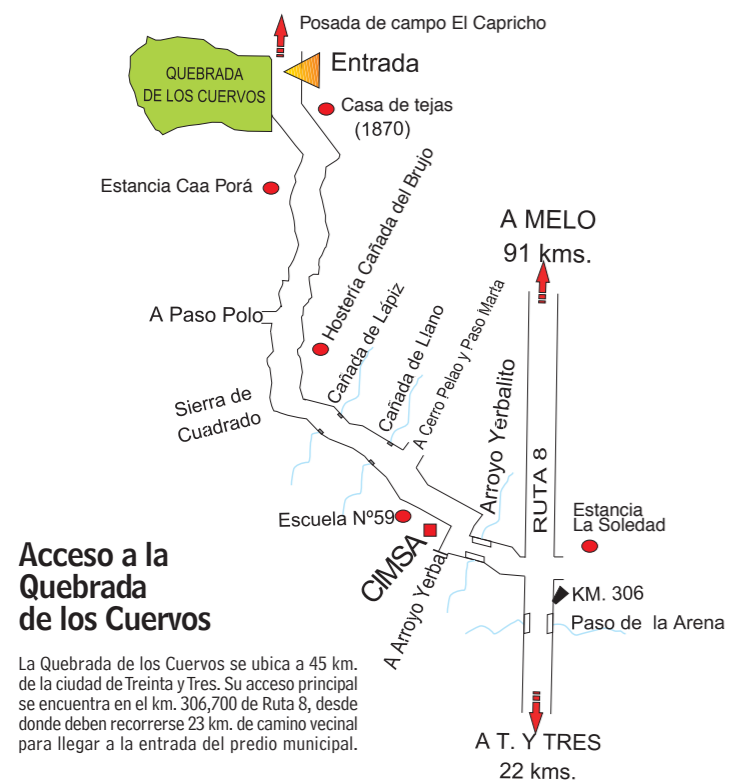 Posada de campo El Capricho
QUEBRADA
DE LOS CUERVOS
Entrada
Casa de tejas
(1870)
Estancia Caa Porá
Hostería Cañada del Brujo
A MELO
91 kms.
A Paso Polo
Cañada de Lápiz
Cañada de Llano
A Cerro Pelao y Paso Marta
Sierra de
Cuadrado
Arroyo Yerbalito
RUTA 8
Escuela Nº59
CIMSA
A Arroyo Yerbal
Estancia
La Soledad
KM. 306
Paso de la Arena
A T. Y TRES
22 kms.
Acceso a la
Quebrada
de los Cuervos
La Quebrada de los Cuervos se ubica a 45 km.
de la ciudad de Treinta y Tres. Su acceso principal
se encuentra en el km. 306,700 de Ruta 8, desde
donde deben recorrerse 23 km. de camino vecinal
para llegar a la entrada del predio municipal.